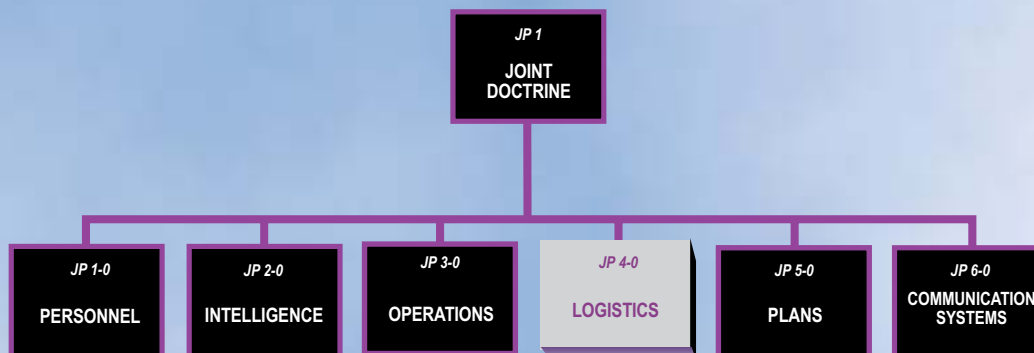 JP 1
JOINT
DOCTRINE
JP 1-0
PERSONNEL
JP 2-0
INTELLIGENCE
JP 3-0
OPERATIONS
JP 4-0
LOGISTICS
JP 5-0
PLANS
JP 6-0
COMMUNICATION
SYSTEMS